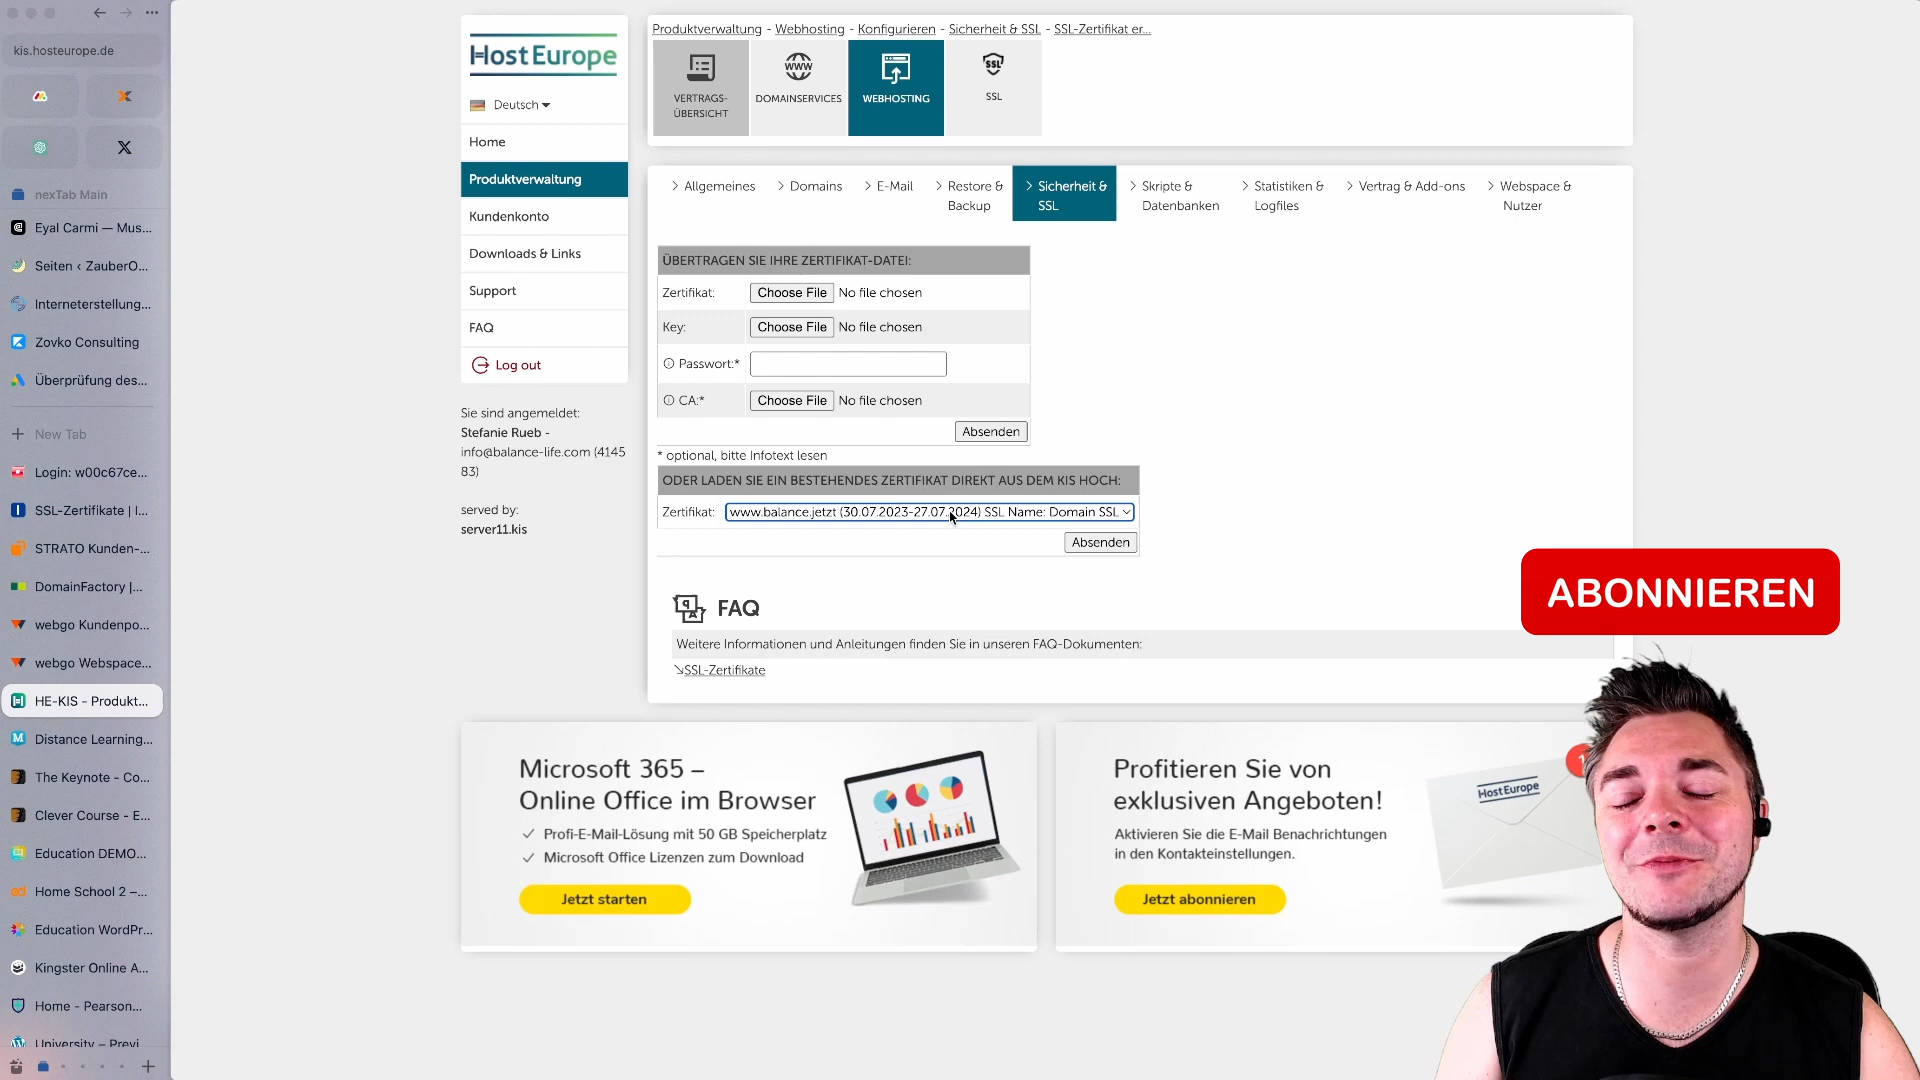 kis.hosteurope.de
nexTab Main
Eyal Carmi — Mus...
Seiten ‹ ZauberO...
Interneterstellung...
Zovko Consulting
Überprüfung des...
New Tab
Login: w00c67ce...
SSL-Zertifikate | I...
STRATO Kunden-...
DomainFactory |...
webgo Kundenpo...
webgo Webspace...
HE-KIS - Produkt...
Distance Learning...
The Keynote - Co...
Clever Course - E...
Education DEMO...
Home School 2 –...
Education WordPr...
Kingster Online A...
Home - Pearson...
University – Previ...
HostEurope
Deutsch
Home
Produktverwaltung
Kundenkonto
Downloads & Links
Support
FAQ
Log out
Sie sind angemeldet:
Stefanie Rueb -
info@balance-life.com (4145
83)
served by:
server11.kis
Produktverwaltung - Webhosting - Konfigurieren - Sicherheit & SSL - SSL-Zertifikat er...
VERTRAGS-
ÜBERSICHT
WWW
DOMAINSERVICES
WEBHOSTING
SSL
SSL
Allgemeines
Domains
E-Mail
Restore &
Backup
Sicherheit &
SSL
Skripte &
Datenbanken
Statistiken &
Logfiles
Vertrag & Add-ons
Webspace &
Nutzer
ÜBERTRAGEN SIE IHRE ZERTIFIKAT-DATEI:
Zertifikat: Choose File No file chosen
Key: Choose File No file chosen
Passwort:*
CA:* Choose File No file chosen
Absenden
* optional, bitte Infotext lesen
ODER LADEN SIE EIN BESTEHENDES ZERTIFIKAT DIREKT AUS DEM KIS HOCH:
Zertifikat: www.balance.jetzt (30.07.2023-27.07.2024) SSL Name: Domain SSL
Absenden
FAQ
Weitere Informationen und Anleitungen finden Sie in unseren FAQ-Dokumenten:
SSL-Zertifikate
ABONNIEREN
Microsoft 365 –
Online Office im Browser
Profi-E-Mail-Lösung mit 50 GB Speicherplatz
Microsoft Office Lizenzen zum Download
Jetzt starten
Profitieren Sie von
exklusiven Angeboten!
Aktivieren Sie die E-Mail Benachrichtungen
in den Kontakteinstellungen.
Jetzt abonnieren
HostEurope
1